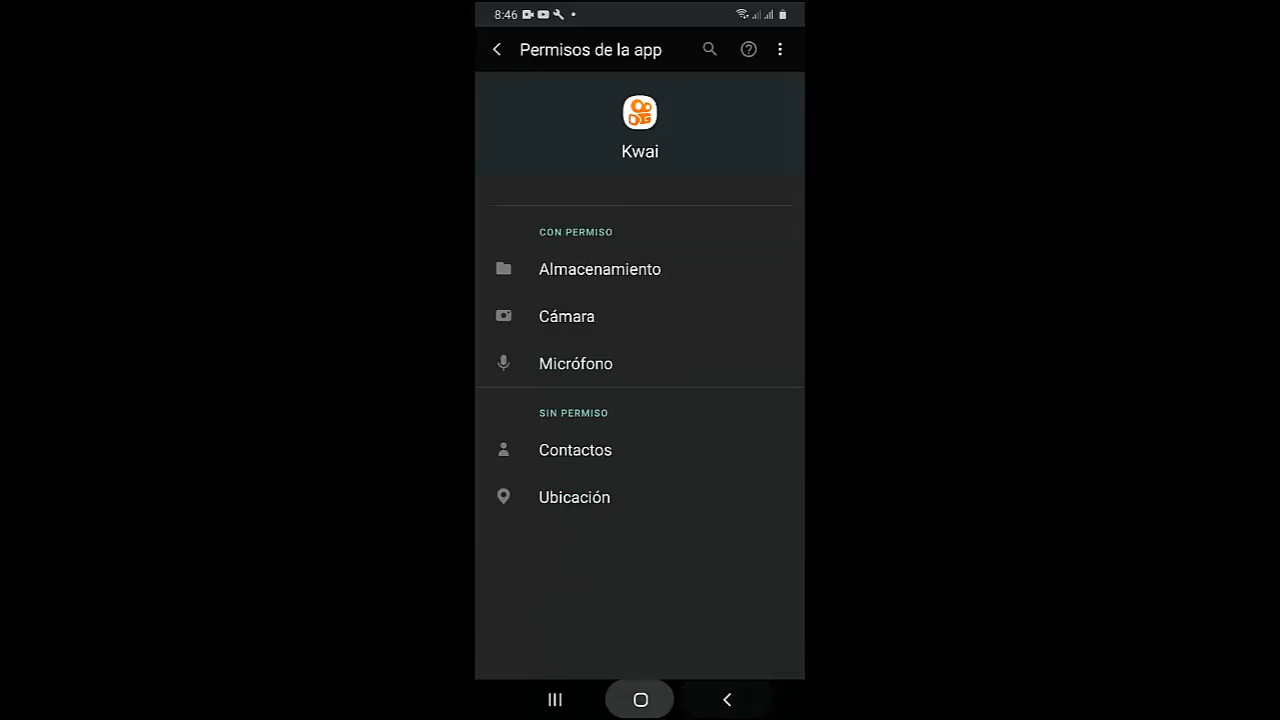 8:46
Permisos de la app
Kwai
CON PERMISO
Almacenamiento
Cámara
Micrófono
SIN PERMISO
Contactos
Ubicación